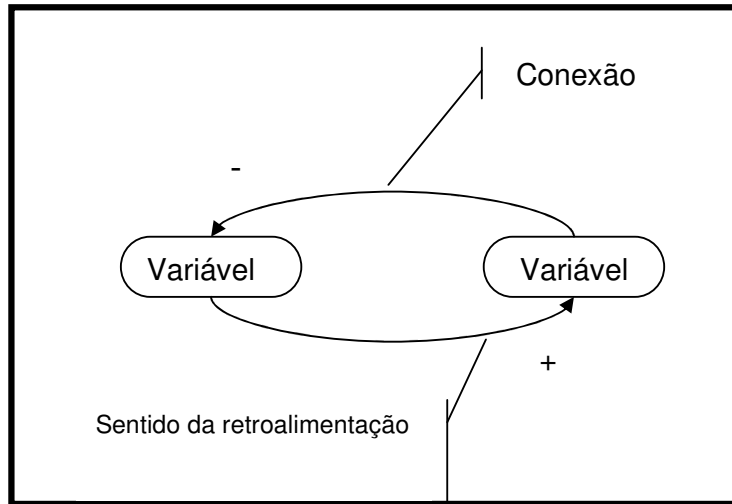 Conexão
-
Variável
Variável
+
Sentido da retroalimentação